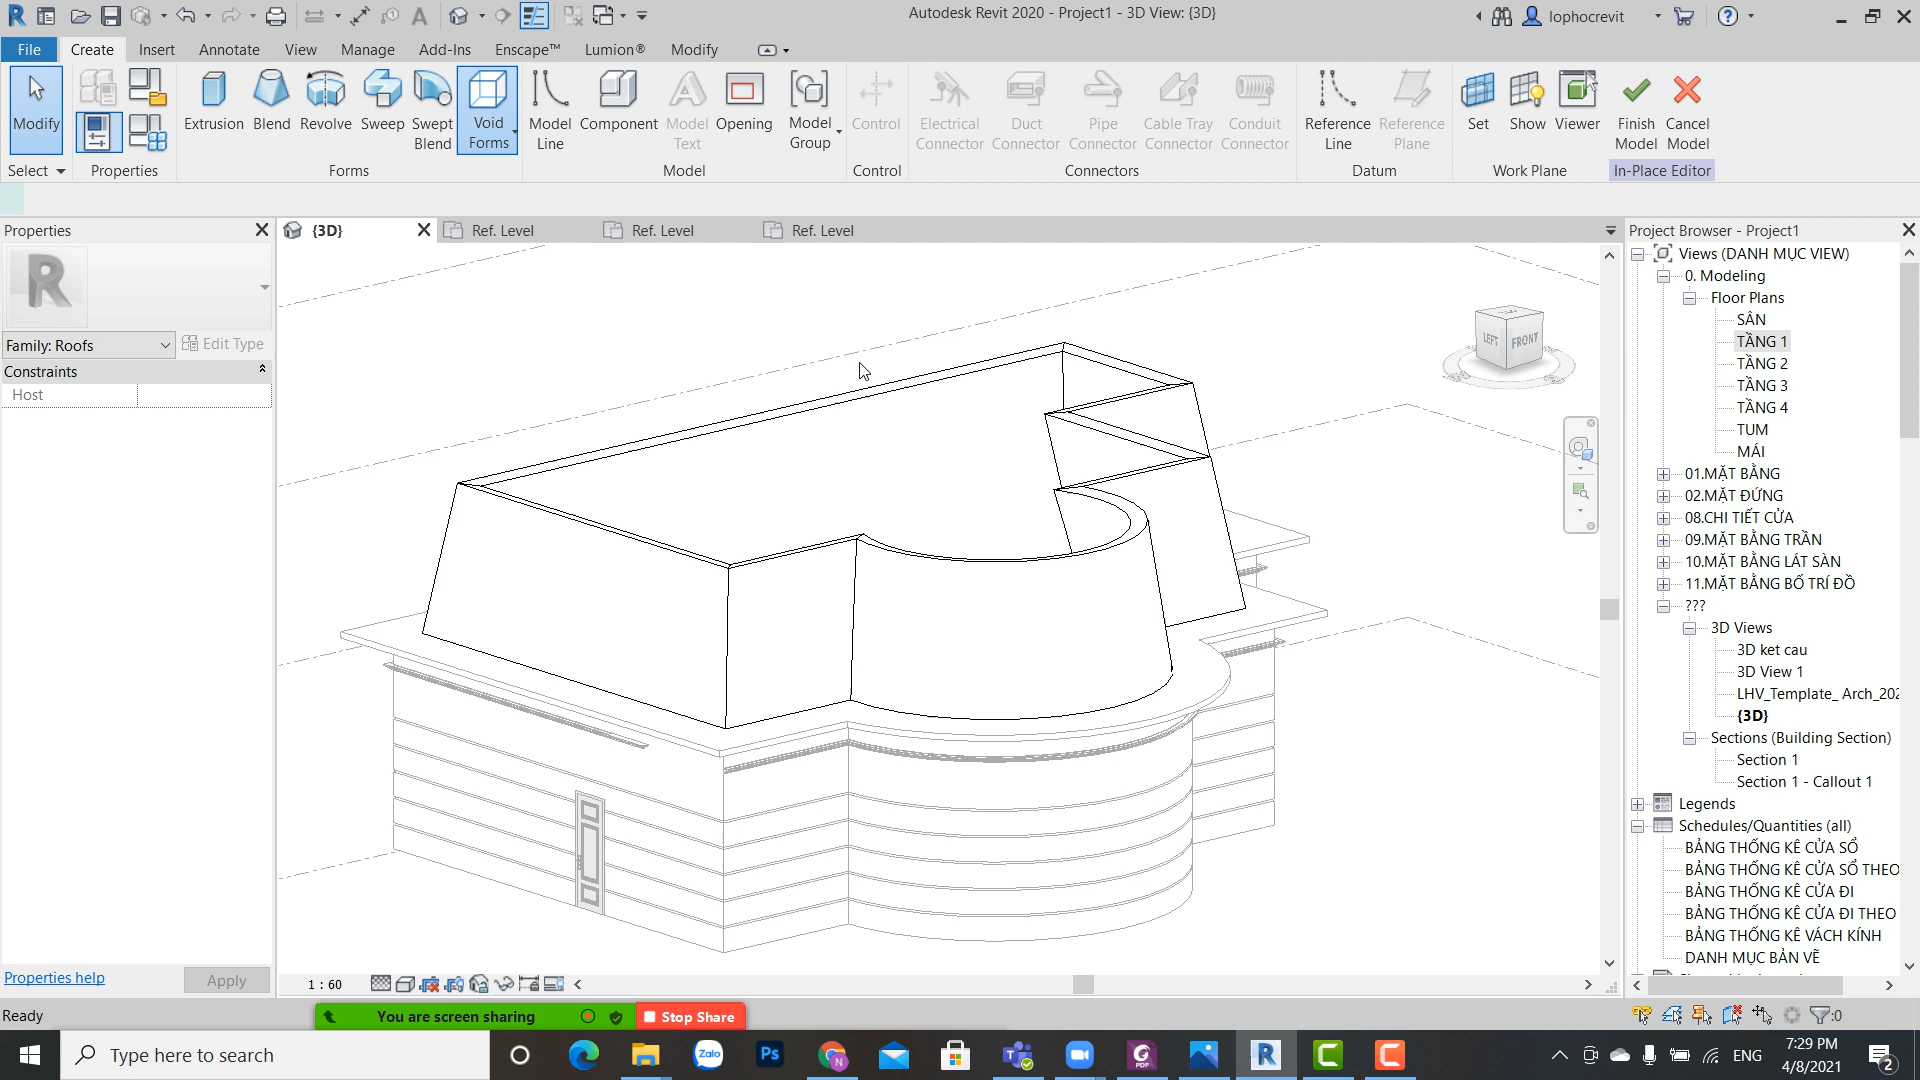 Autodesk Revit 2020 - Project1 - 3D View: {3D}
lophocrevit
File
Create
Insert
Annotate
View
Manage
Add-Ins
Enscape™
Lumion®
Modify
Modify
Extrusion
Blend
Revolve
Sweep
Swept
Blend
Void
Forms
Model
Line
Component
Model
Text
Opening
Model
Group
Control
Electrical
Connector
Duct
Connector
Pipe
Connector
Cable Tray
Connector
Conduit
Connector
Reference
Line
Reference
Plane
Set
Show
Viewer
Finish
Model
Cancel
Model
Select
Properties
Forms
Model
Control
Connectors
Datum
Work Plane
In-Place Editor
Properties
Family: Roofs
Edit Type
Constraints
Host
Properties help
Apply
{3D}
Ref. Level
Ref. Level
Ref. Level
LEFT
FRONT
1 : 60
Project Browser - Project1
Views (DANH MỤC VIEW)
0. Modeling
Floor Plans
SÂN
TẦNG 1
TẦNG 2
TẦNG 3
TẦNG 4
TUM
MÁI
01.MẶT BẰNG
02.MẶT ĐỨNG
08.CHI TIẾT CỬA
09.MẶT BẰNG TRẦN
10.MẶT BẰNG LÁT SÀN
11.MẶT BẰNG BỐ TRÍ ĐỒ
???
3D Views
3D ket cau
3D View 1
LHV_Template_ Arch_202
{3D}
Sections (Building Section)
Section 1
Section 1 - Callout 1
Legends
Schedules/Quantities (all)
BẢNG THỐNG KÊ CỬA SỔ
BẢNG THỐNG KÊ CỬA SỔ THEO
BẢNG THỐNG KÊ CỬA ĐI
BẢNG THỐNG KÊ CỬA ĐI THEO
BẢNG THỐNG KÊ VÁCH KÍNH
DANH MỤC BẢN VẼ
Ready
You are screen sharing
Stop Share
:0
Type here to search
Zalo
Ps
N
PDF
R
C
C
ENG
7:29 PM
4/8/2021
2